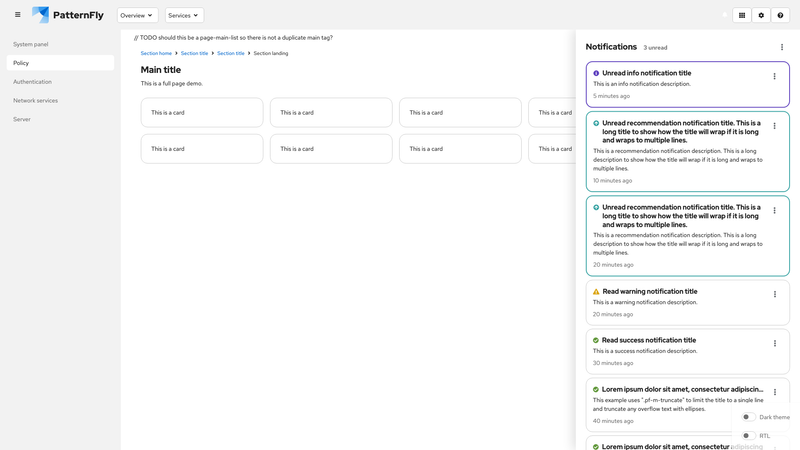 PatternFly
Overview
Services
System panel
Policy
Authentication
Network services
Server
// TODO should this be a page-main-list so there is not a duplicate main tag?
Section home
Section title
Section title
Section landing
Main title
This is a full page demo.
This is a card
This is a card
This is a card
This is a card
This is a card
This is a card
This is a card
This is a card
Notifications
3 unread
Unread info notification title
This is an info notification description.
5 minutes ago
Unread recommendation notification title. This is a
long title to show how the title will wrap if it is long
and wraps to multiple lines.
This is a recommendation notification description. This is a long
description to show how the title will wrap if it is long and wraps to
multiple lines.
10 minutes ago
Unread recommendation notification title. This is a
long title to show how the title will wrap if it is long
and wraps to multiple lines.
This is a recommendation notification description. This is a long
description to show how the title will wrap if it is long and wraps to
multiple lines.
20 minutes ago
Read warning notification title
This is a warning notification description.
20 minutes ago
Read success notification title
This is a success notification description.
30 minutes ago
Lorem ipsum dolor sit amet, consectetur adipiscin...
This example uses ".pf-m-truncate" to limit the title to a single line
and truncate any overflow text with ellipses.
40 minutes ago
Lorem ipsum dolor sit amet, consectetur adipiscing
Dark theme
RTL